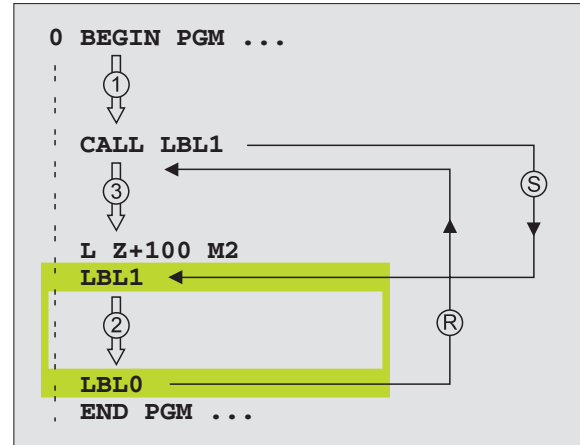 0 BEGIN PGM ...
1
CALL LBL1
S
3
L Z+100 M2
LBL1
2
R
LBL0
END PGM ...